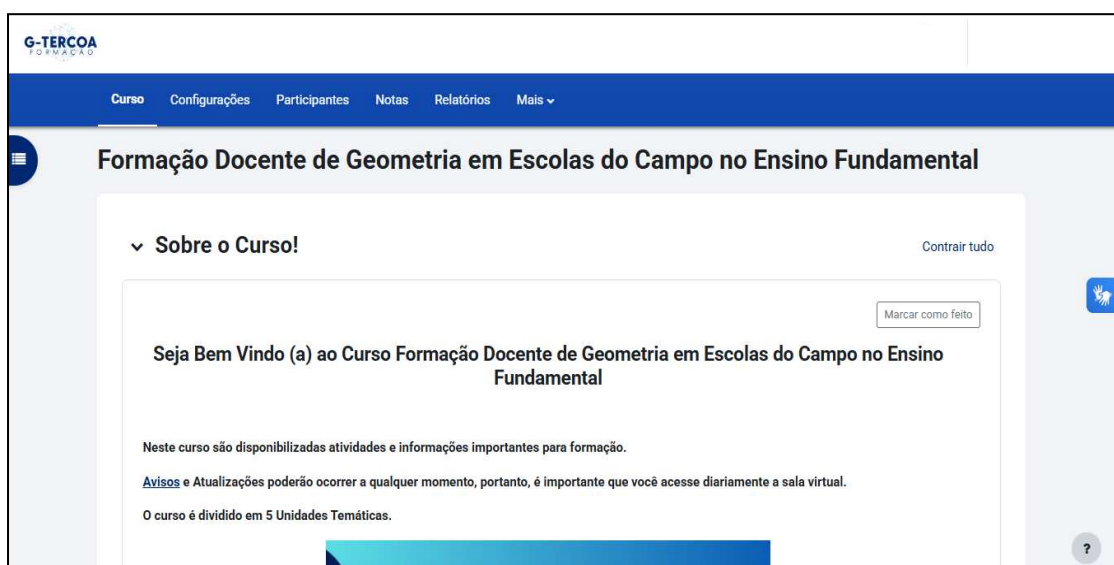 G-TERCOA
FORMAÇÃO
Curso Configurações Participantes Notas Relatórios Mais
Formação Docente de Geometria em Escolas do Campo no Ensino Fundamental
Sobre o Curso!
Contrair tudo
Marcar como feito
Seja Bem Vindo (a) ao Curso Formação Docente de Geometria em Escolas do Campo no Ensino
Fundamental
Neste curso são disponibilizadas atividades e informações importantes para formação.
Avisos e Atualizações poderão ocorrer a qualquer momento, portanto, é importante que você acesse diariamente a sala virtual.
O curso é dividido em 5 Unidades Temáticas.
?